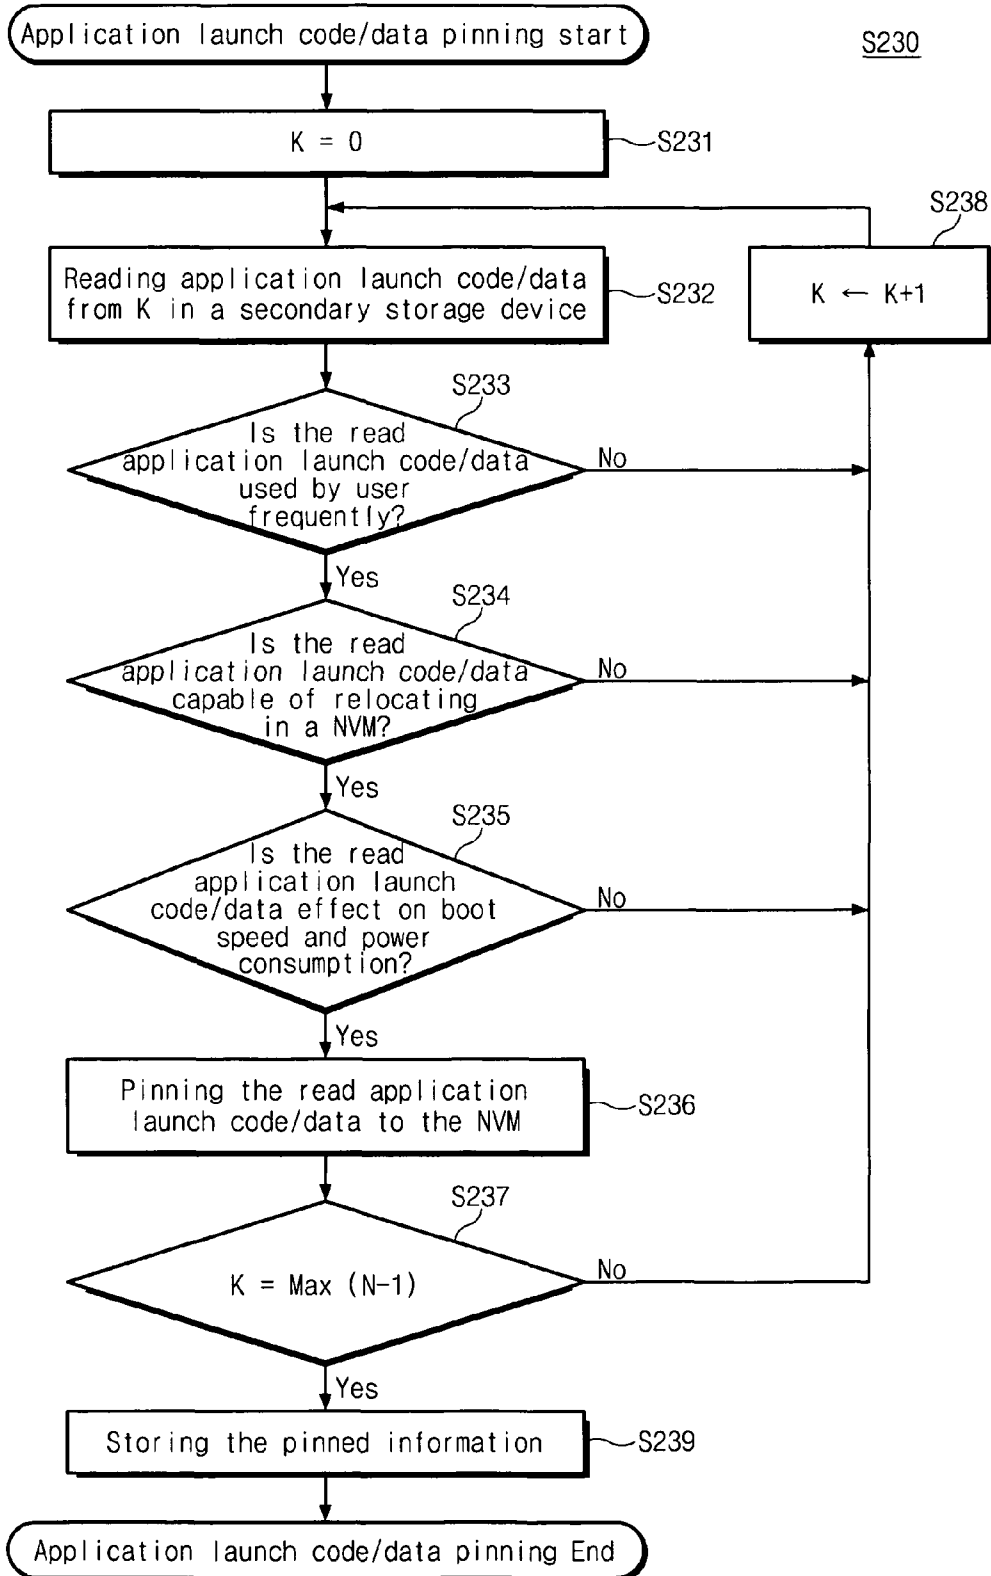 Application launch code/data pinning start
S230
K = 0
S231
S238
Reading application launch code/data
from K in a secondary storage device
S232
K ← K+1
S233
Is the read
application launch code/data
used by user
frequently?
No
Yes
S234
Is the read
application launch code/data
capable of relocating
in a NVM?
No
Yes
S235
Is the read
application launch
code/data effect on boot
speed and power
consumption?
No
Yes
Pinning the read application
launch code/data to the NVM
S236
S237
K = Max (N-1)
No
Yes
Storing the pinned information
S239
Application launch code/data pinning End